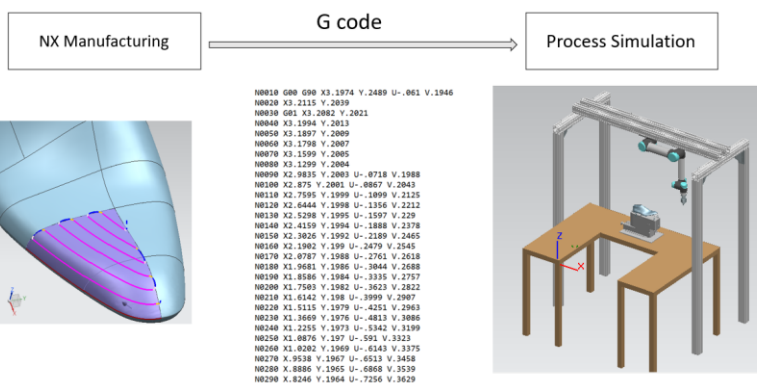 G code
NX Manufacturing
Process Simulation
N0010 G00 G90 X3.1974 Y.2489 U-.061 V.1946
N0020 X3.2115 Y.2039
N0030 G01 X3.2082 Y.2021
N0040 X3.1994 Y.2013
N0050 X3.1897 Y.2009
N0060 X3.1798 Y.2007
N0070 X3.1599 Y.2005
N0080 X3.1299 Y.2004
N0090 X2.9835 Y.2003 U-.0718 V.1988
N0100 X2.875 Y.2001 U-.0867 V.2043
N0110 X2.7595 Y.1999 U-.1099 V.2125
N0120 X2.6444 Y.1998 U-.1356 V.2212
N0130 X2.5298 Y.1995 U-.1597 V.229
N0140 X2.4159 Y.1994 U-.1888 V.2378
N0150 X2.3026 Y.1992 U-.2189 V.2465
N0160 X2.1902 Y.199 U-.2479 V.2545
N0170 X2.0787 Y.1988 U-.2761 V.2618
N0180 X1.9681 Y.1986 U-.3044 V.2688
N0190 X1.8586 Y.1984 U-.3335 V.2757
N0200 X1.7503 Y.1982 U-.3623 V.2822
N0210 X1.6142 Y.198 U-.3999 V.2907
N0220 X1.5115 Y.1979 U-.4251 V.2963
N0230 X1.3669 Y.1976 U-.4813 V.3086
N0240 X1.2255 Y.1973 U-.5342 V.3199
N0250 X1.0876 Y.197 U-.591 V.3323
N0260 X1.0202 Y.1969 U-.6143 V.3375
N0270 X.9538 Y.1967 U-.6513 V.3458
N0280 X.8886 Y.1965 U-.6868 V.3539
N0290 X.8246 Y.1964 U-.7256 V.3629
Z
X